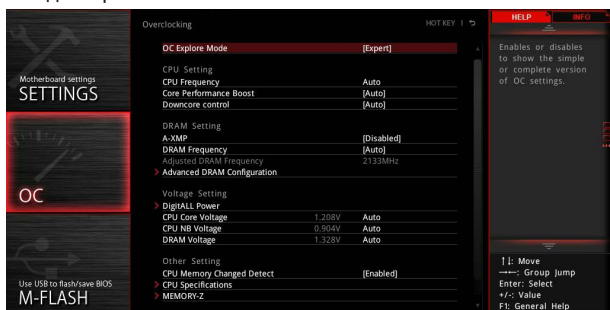 Overclocking
HOT KEY | ↰
HELP
INFO
OC Explore Mode [Expert]
CPU Setting
CPU Frequency Auto
Core Performance Boost [Auto]
Downcore control [Auto]
DRAM Setting
A-XMP [Disabled]
DRAM Frequency [Auto]
Adjusted DRAM Frequency 2133MHz
Advanced DRAM Configuration
Voltage Setting
DigitALL Power
CPU Core Voltage 1.208V Auto
CPU NB Voltage 0.904V Auto
DRAM Voltage 1.328V Auto
Other Setting
CPU Memory Changed Detect [Enabled]
CPU Specifications
MEMORY-Z
Motherboard settings
SETTINGS
OC
Use USB to flash/save BIOS
M-FLASH
Enables or disables
to show the simple
or complete version
of OC settings.
↑↓: Move
→←: Group Jump
Enter: Select
+/-: Value
F1: General Help